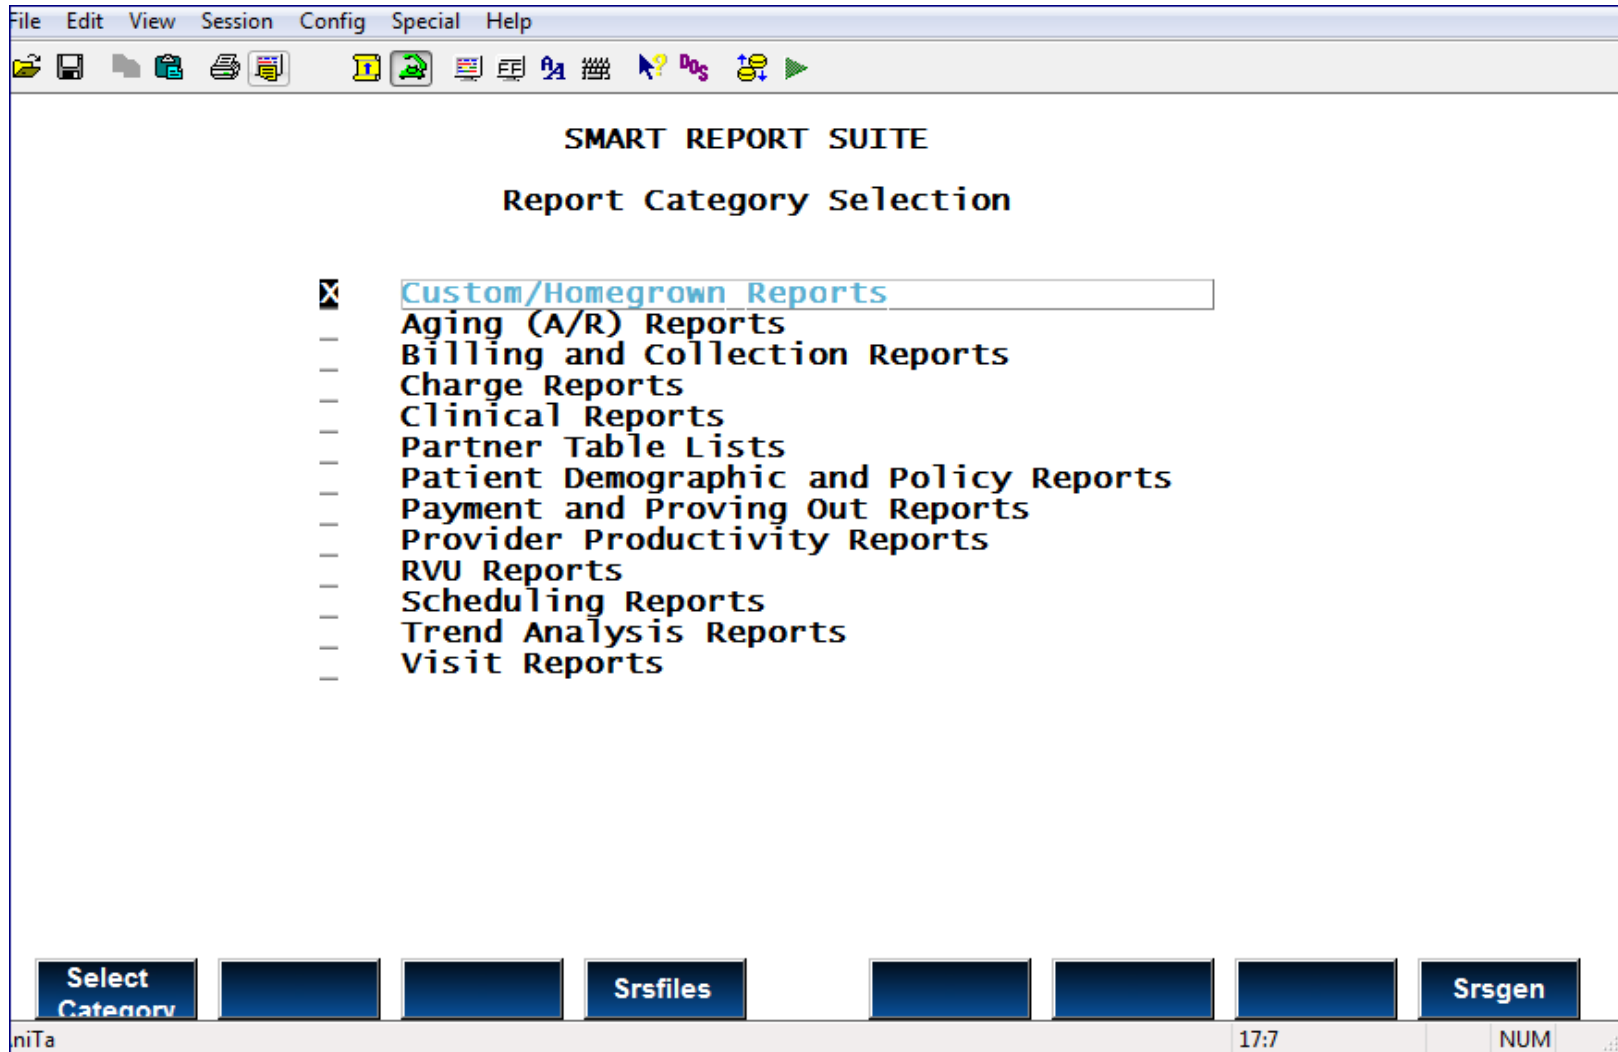 File Edit View Session Config Special Help
DOS
SMART REPORT SUITE
Report Category Selection
X Custom/Homegrown Reports
_ Aging (A/R) Reports
_ Billing and Collection Reports
_ Charge Reports
_ Clinical Reports
_ Partner Table Lists
_ Patient Demographic and Policy Reports
_ Payment and Proving Out Reports
_ Provider Productivity Reports
_ RVU Reports
_ Scheduling Reports
_ Trend Analysis Reports
_ Visit Reports
Select
Category
Srsfiles
Srsgen
niTa 17:7 NUM